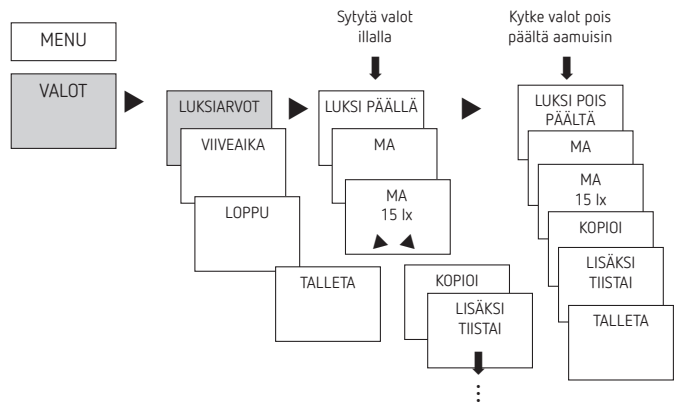 Sytytä valot
illalla
Kytke valot pois
päältä aamuisin
MENU
VALOT
LUKSIARVOT
VIIVEAIKA
LOPPU
TALLETA
LUKSI PÄÄLLÄ
MA
MA
15 lx
KOPIOI
LISÄKSI
TIISTAI
LUKSI POIS
PÄÄLTÄ
MA
MA
15 lx
KOPIOI
LISÄKSI
TIISTAI
TALLETA